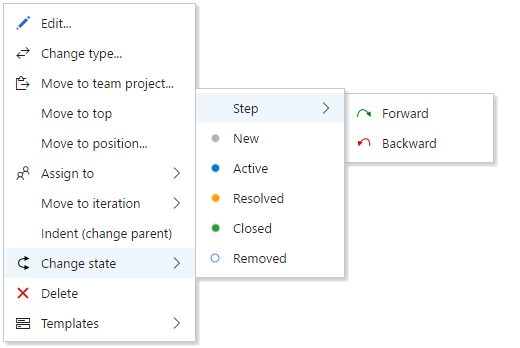 Edit...
Change type...
Move to team project...
Move to top
Move to position...
Assign to
Move to iteration
Indent (change parent)
Change state
Delete
Templates
Step
New
Active
Resolved
Closed
Removed
Forward
Backward